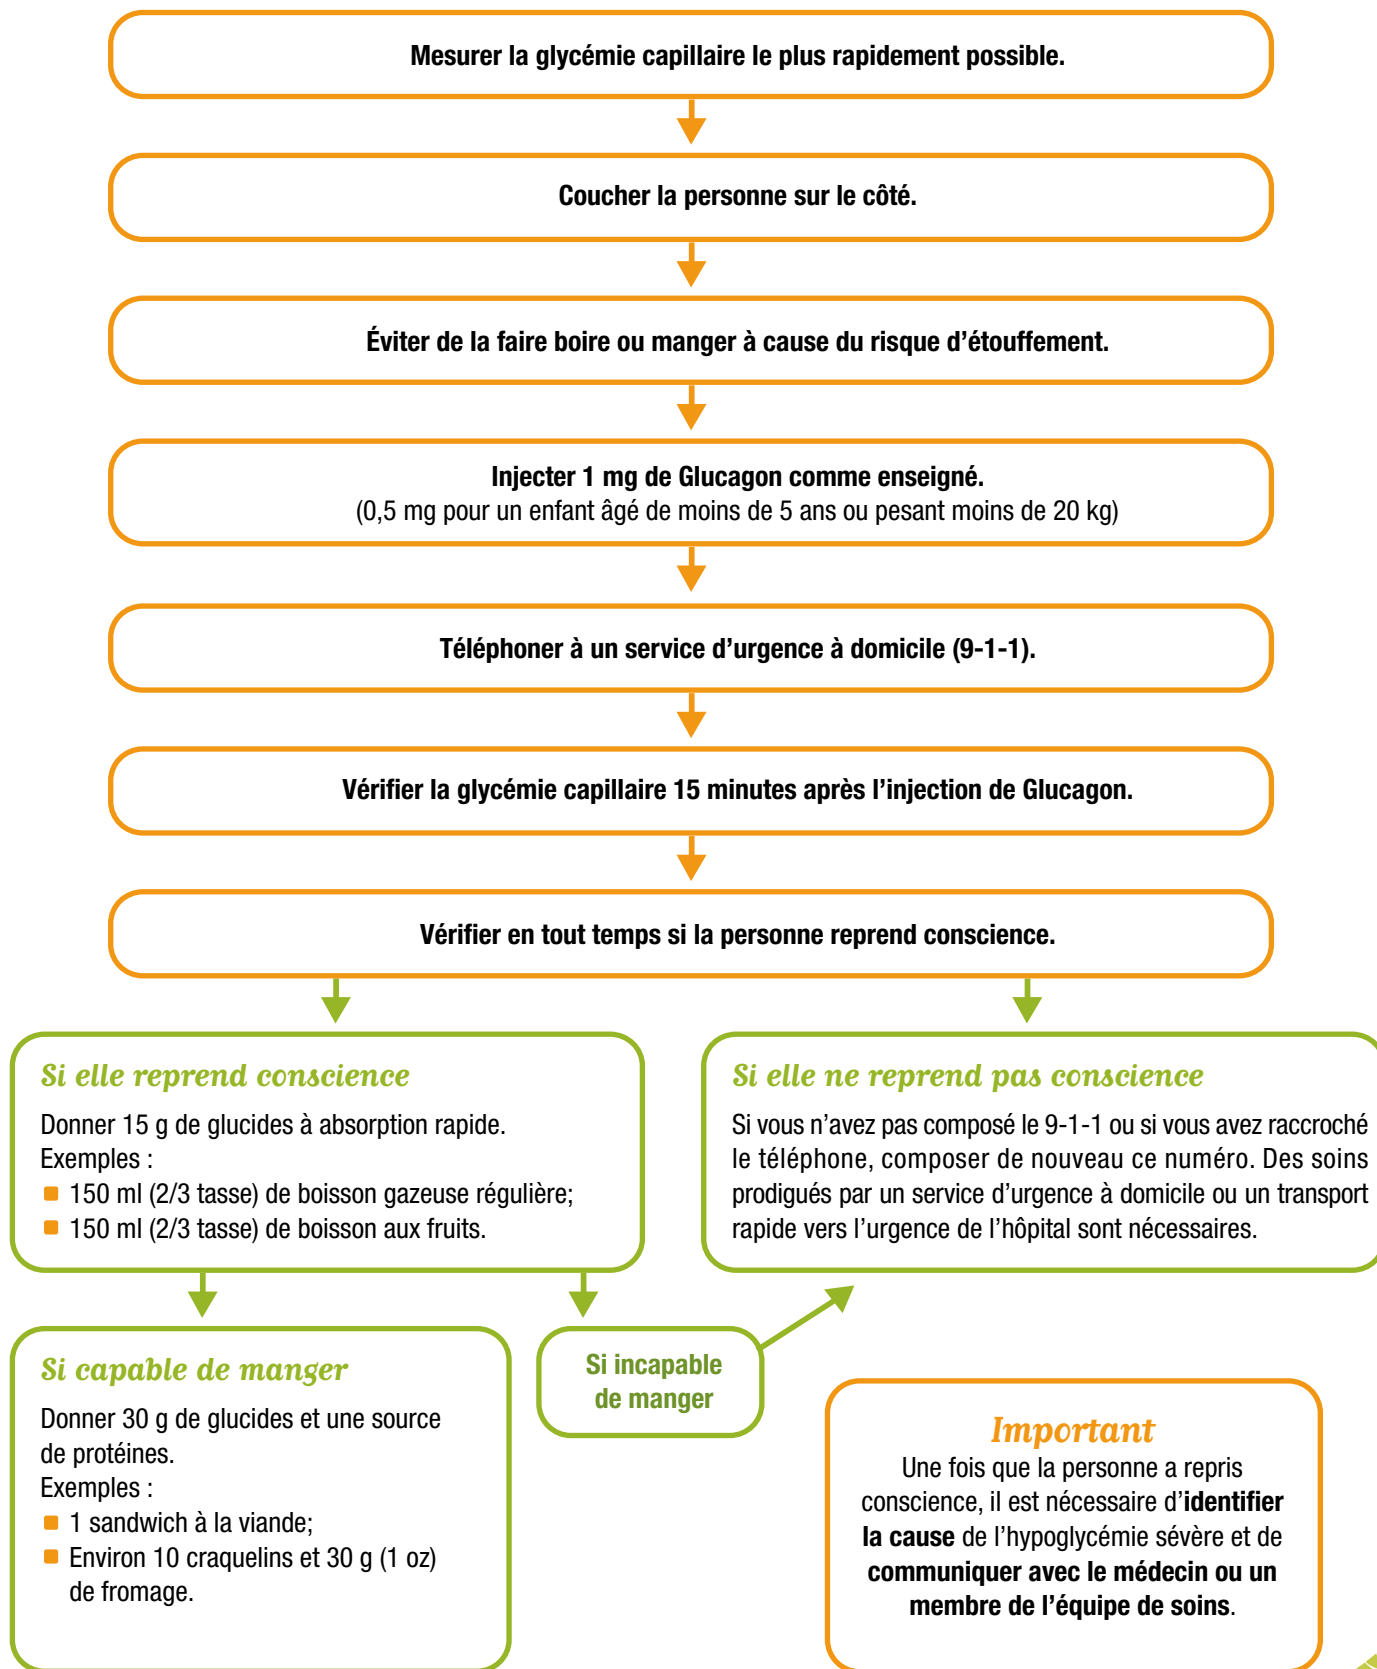 Mesurer la glycémie capillaire le plus rapidement possible.
Coucher la personne sur le côté.
Éviter de la faire boire ou manger à cause du risque d’étouffement.
Injecter 1 mg de Glucagon comme enseigné.
(0,5 mg pour un enfant âgé de moins de 5 ans ou pesant moins de 20 kg)
Téléphoner à un service d’urgence à domicile (9-1-1).
Vérifier la glycémie capillaire 15 minutes après l’injection de Glucagon.
Vérifier en tout temps si la personne reprend conscience.
Si elle reprend conscience
Donner 15 g de glucides à absorption rapide.
Exemples :
150 ml (2/3 tasse) de boisson gazeuse régulière;
150 ml (2/3 tasse) de boisson aux fruits.
Si elle ne reprend pas conscience
Si vous n’avez pas composé le 9-1-1 ou si vous avez raccroché
le téléphone, composer de nouveau ce numéro. Des soins
prodigués par un service d’urgence à domicile ou un transport
rapide vers l’urgence de l’hôpital sont nécessaires.
Si capable de manger
Donner 30 g de glucides et une source
de protéines.
Exemples :
1 sandwich à la viande;
Environ 10 craquelins et 30 g (1 oz)
de fromage.
Si incapable
de manger
Important
Une fois que la personne a repris
conscience, il est nécessaire d’identifier
la cause de l’hypoglycémie sévère et de
communiquer avec le médecin ou un
membre de l’équipe de soins.